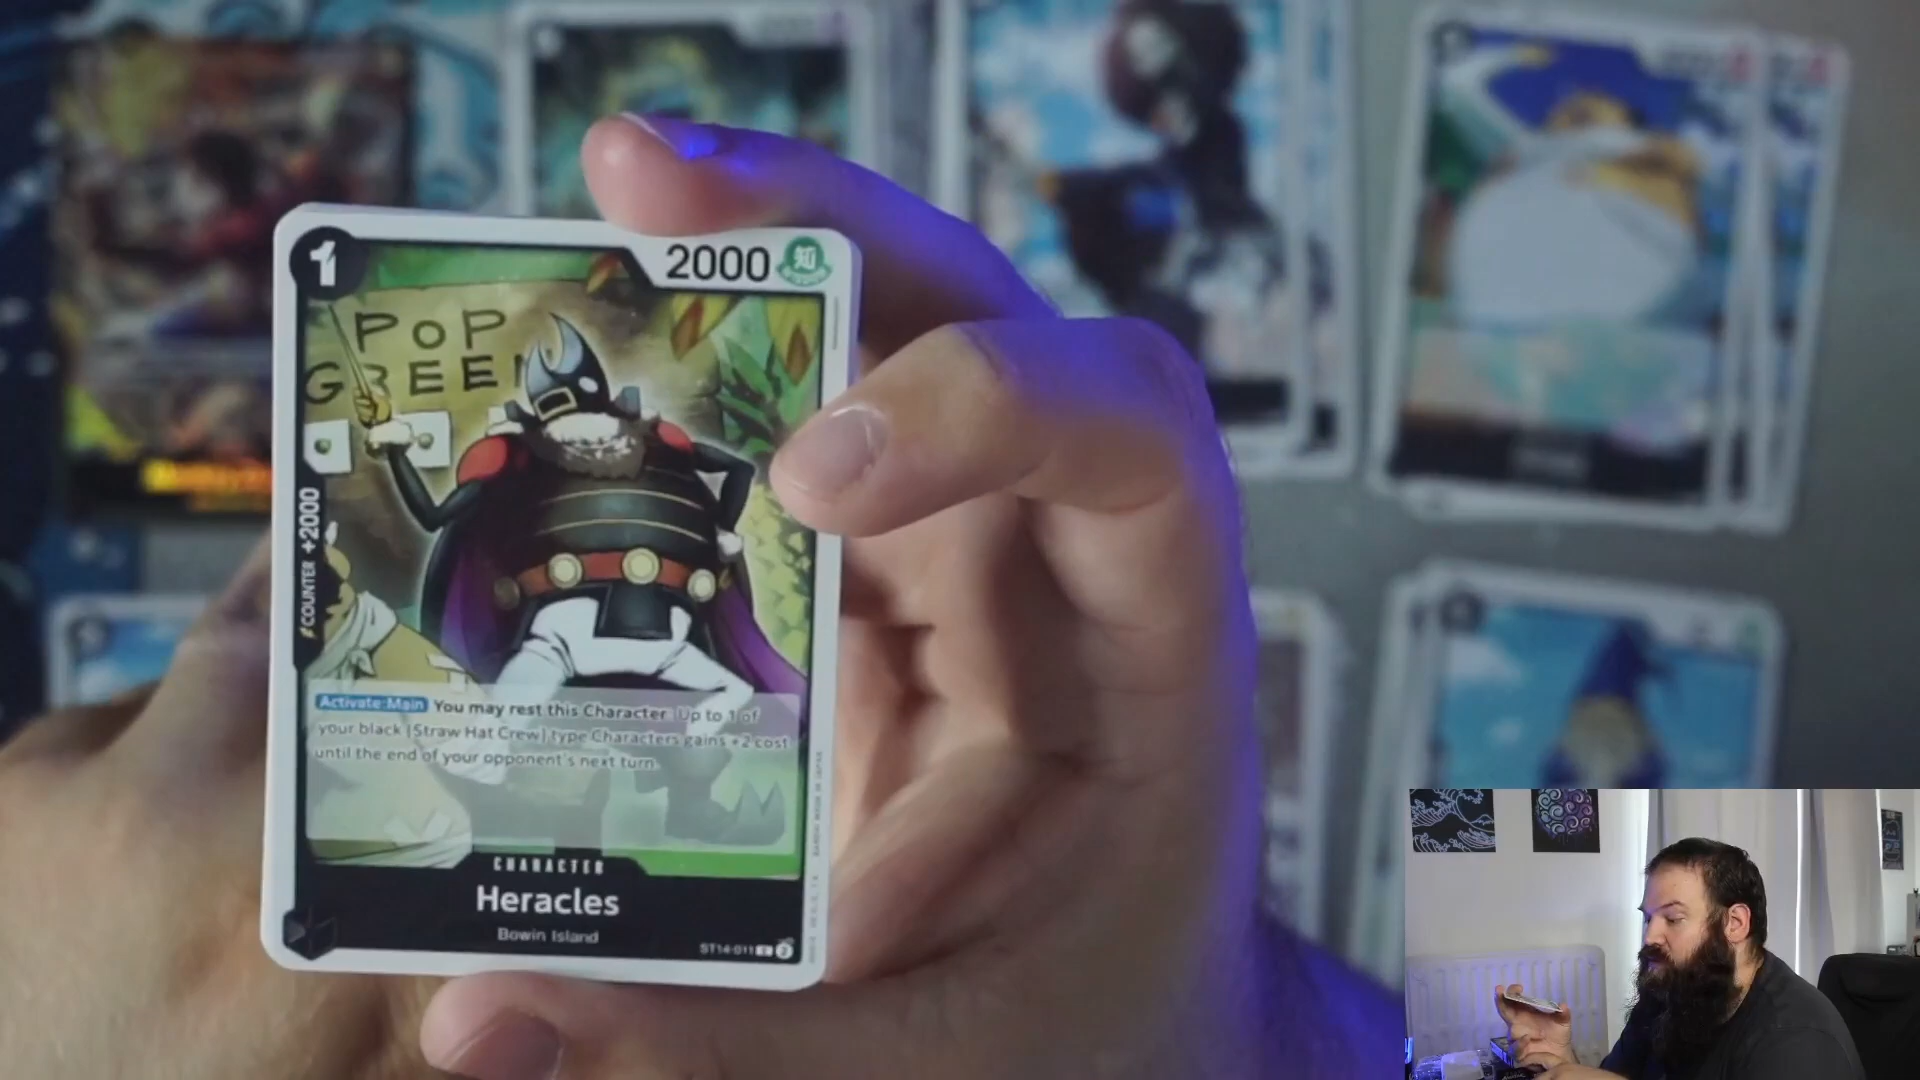 1
2000
知
POP
GREEN
COUNTER +2000
Activate:Main You may rest this Character: Up to 1 of
your black {Straw Hat Crew} type Characters gains +2 cost
until the end of your opponent's next turn.
CHARACTER
Heracles
Bowin Island
ST14-011 C